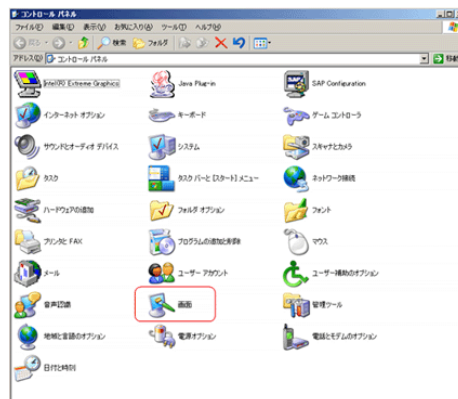 コントロール パネル
ファイル(F) 編集(E) 表示(V) お気に入り(A) ツール(T) ヘルプ(H)
戻る 検索 フォルダ
アドレス(D) コントロール パネル 移動
Intel(R) Extreme Graphics Java Plug-in SAP Configuration
インターネット オプション キーボード ゲーム コントローラ
サウンドとオーディオ デバイス システム スキャナとカメラ
タスク タスク バーと [スタート] メニュー ネットワーク接続
ハードウェアの追加 フォルダ オプション フォント
プリンタと FAX プログラムの追加と削除 マウス
メール ユーザー アカウント ユーザー補助のオプション
音声認識 画面 管理ツール
地域と言語のオプション 電源オプション 電話とモデムのオプション
日付と時刻